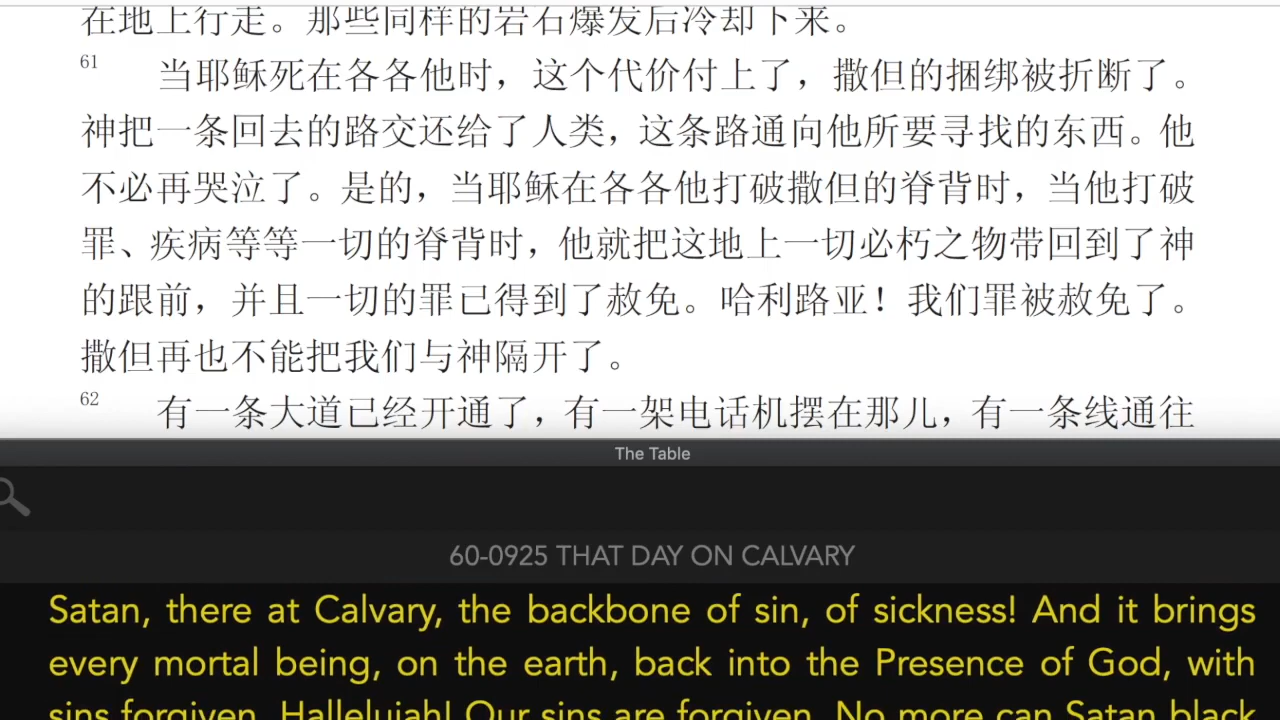 在地上行走。那些同样的岩石爆发后冷却下来。
61 当耶稣死在各各他时，这个代价付上了，撒但的捆绑被折断了。
神把一条回去的路交还给了人类，这条路通向他所要寻找的东西。他
不必再哭泣了。是的，当耶稣在各各他打破撒但的脊背时，当他打破
罪、疾病等等一切的脊背时，他就把这地上一切必朽之物带回到了神
的跟前，并且一切的罪已得到了赦免。哈利路亚！我们罪被赦免了。
撒但再也不能把我们与神隔开了。
62 有一条大道已经开通了，有一架电话机摆在那儿，有一条线通往
The Table
60-0925 THAT DAY ON CALVARY
Satan, there at Calvary, the backbone of sin, of sickness! And it brings
every mortal being, on the earth, back into the Presence of God, with
sins forgiven. Hallelujah! Our sins are forgiven. No more can Satan black